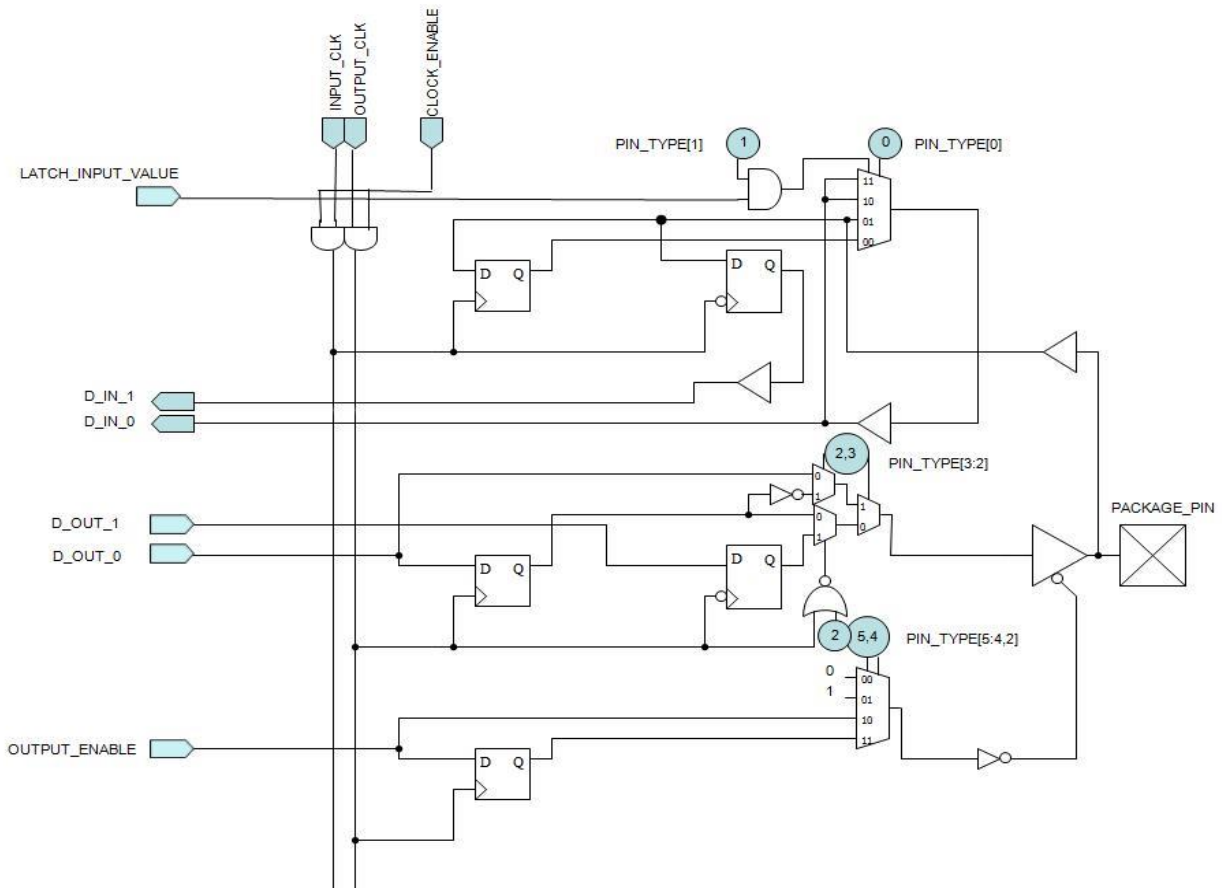 INPUT_CLK
OUTPUT_CLK
CLOCK_ENABLE
PIN_TYPE[1]
1
0
PIN_TYPE[0]
LATCH_INPUT_VALUE
11
10
01
00
D Q
D Q
D_IN_1
D_IN_0
2,3
PIN_TYPE[3:2]
0
1
1
0
0
1
D_OUT_1
D_OUT_0
PACKAGE_PIN
D Q
D Q
2
5,4
PIN_TYPE[5:4,2]
0
1
00
01
10
11
OUTPUT_ENABLE
D Q